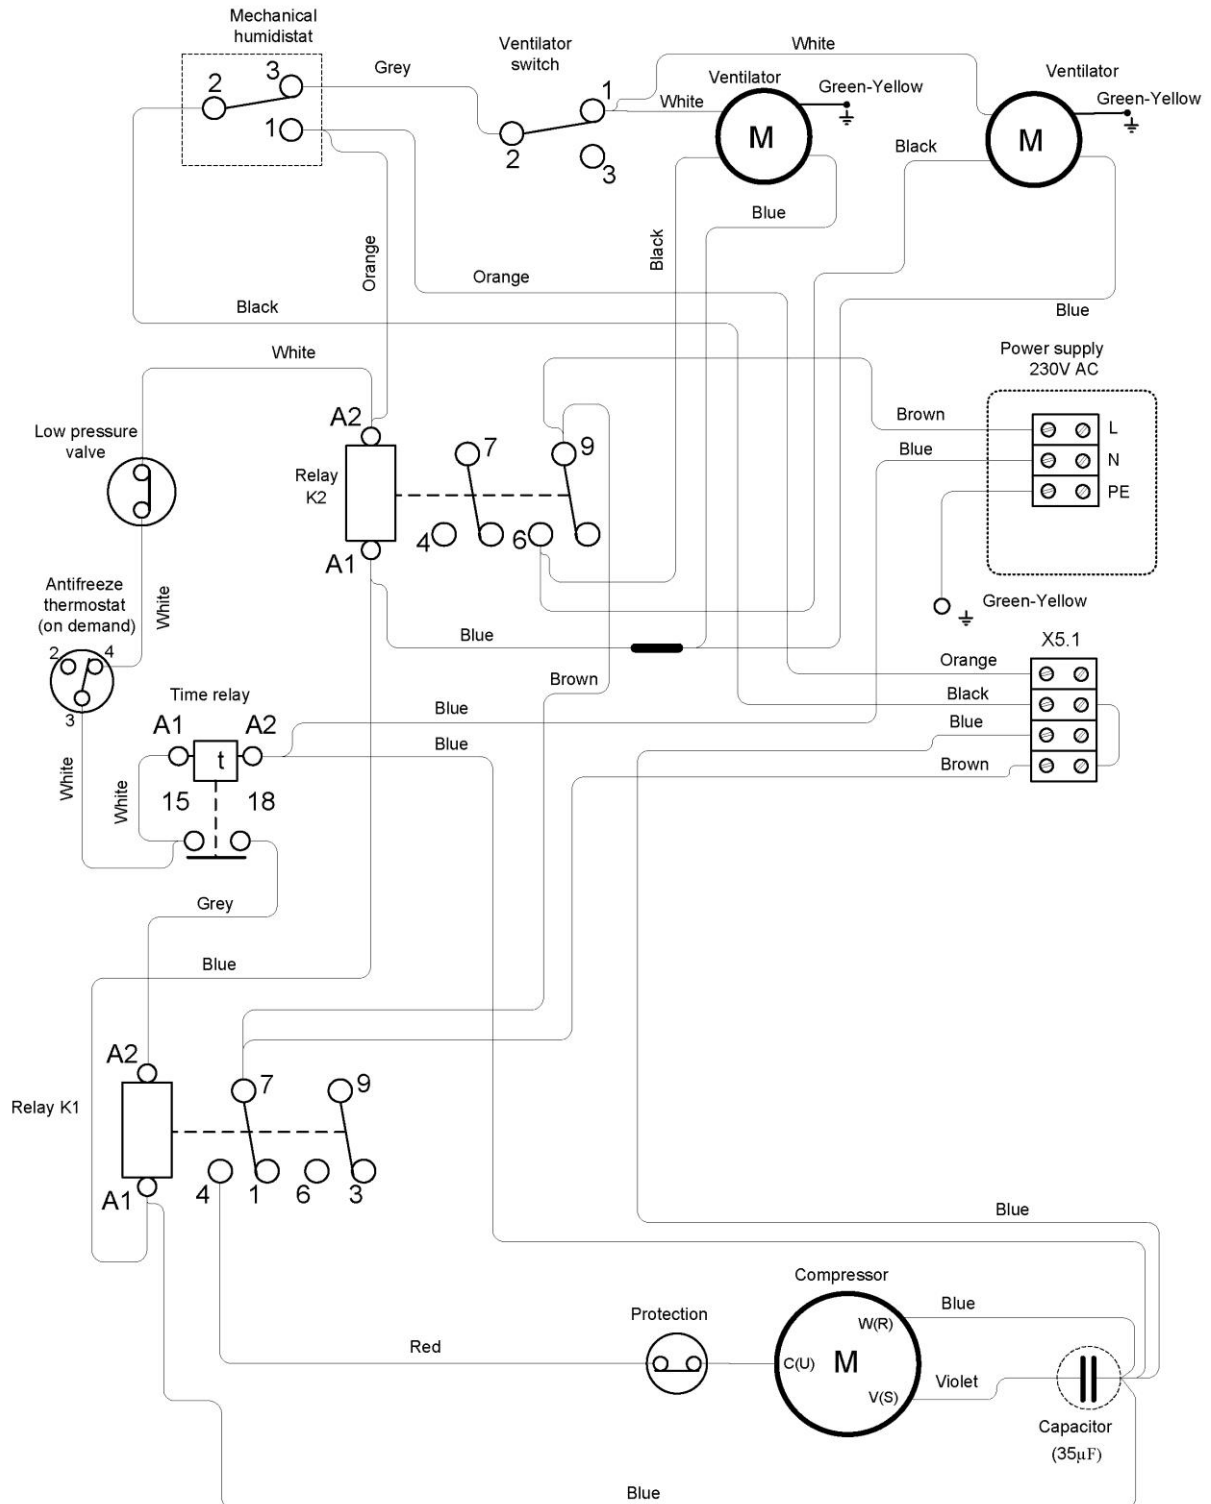 Mechanical
humidistat
Ventilator
switch
White
Grey
Ventilator
Ventilator
3
2
1
1
2
3
White
Green-Yellow
Green-Yellow
M
M
Black
Blue
Black
Orange
Orange
Black
Blue
White
Power supply
230V AC
Brown
L
Blue
N
PE
Low pressure
valve
A2
Relay
K2
7
9
4
6
A1
Antifreeze
thermostat
(on demand)
White
Green-Yellow
2
4
3
Blue
X5.1
Orange
Brown
Black
Time relay
Blue
Blue
A1
A2
t
Blue
Brown
White
White
15
18
Grey
Blue
A2
Relay K1
7
9
A1
4
1
6
3
Blue
Compressor
Protection
Blue
W(R)
Red
C(U)
M
Violet
V(S)
Capacitor
(35µF)
Blue